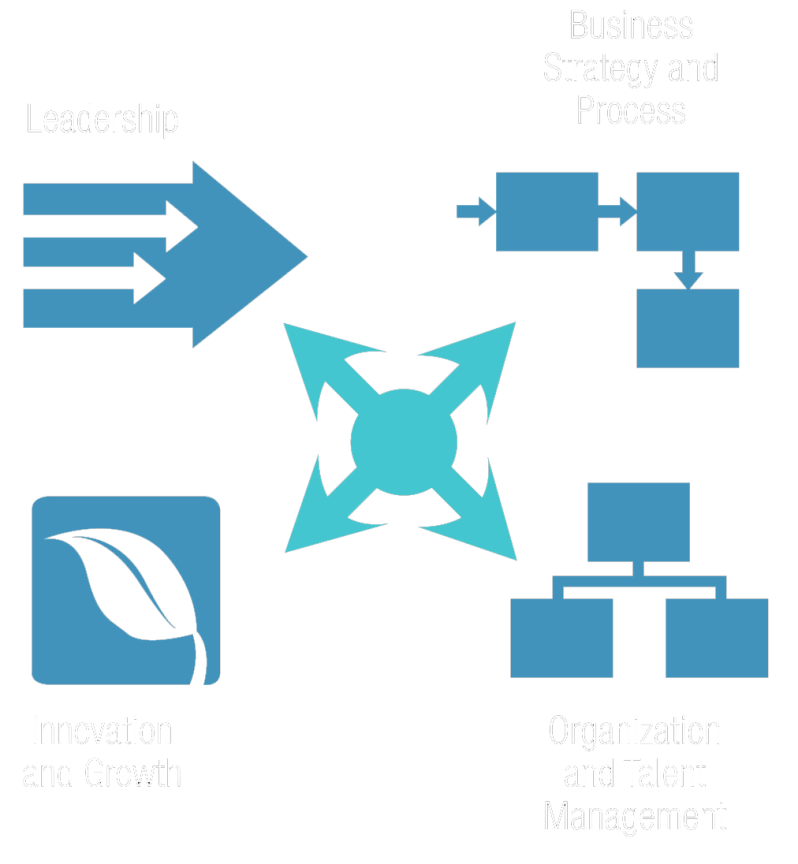 Business
Strategy and
Process
Leadership
Innovation
and Growth
Organization
and Talent
Management